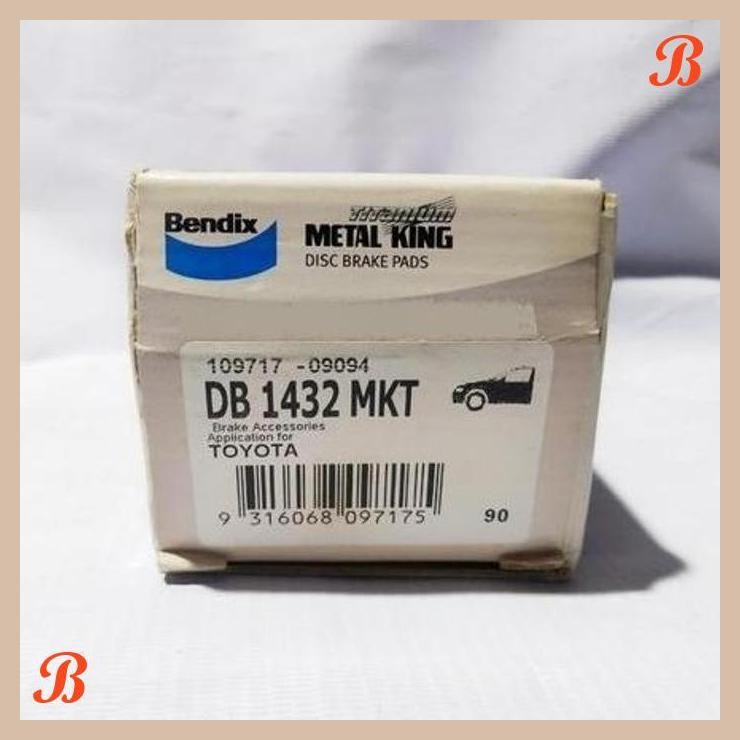 B
Bendix
Titanium
METAL KING
DISC BRAKE PADS
109717 -09094
DB 1432 MKT
Brake Accessories
Application for
TOYOTA
9 316068 097175
90
B